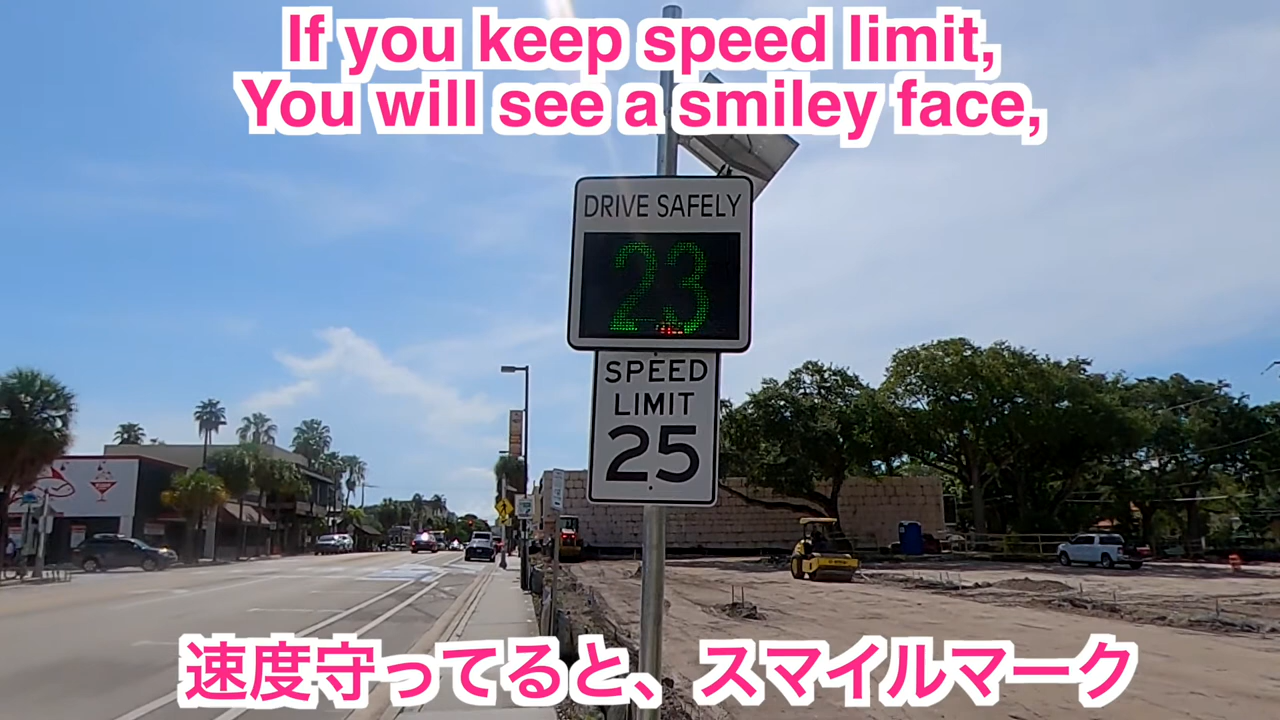 If you keep speed limit,
You will see a smiley face,
DRIVE SAFELY
23
SPEED
LIMIT
25
速度守ってると、スマイルマーク